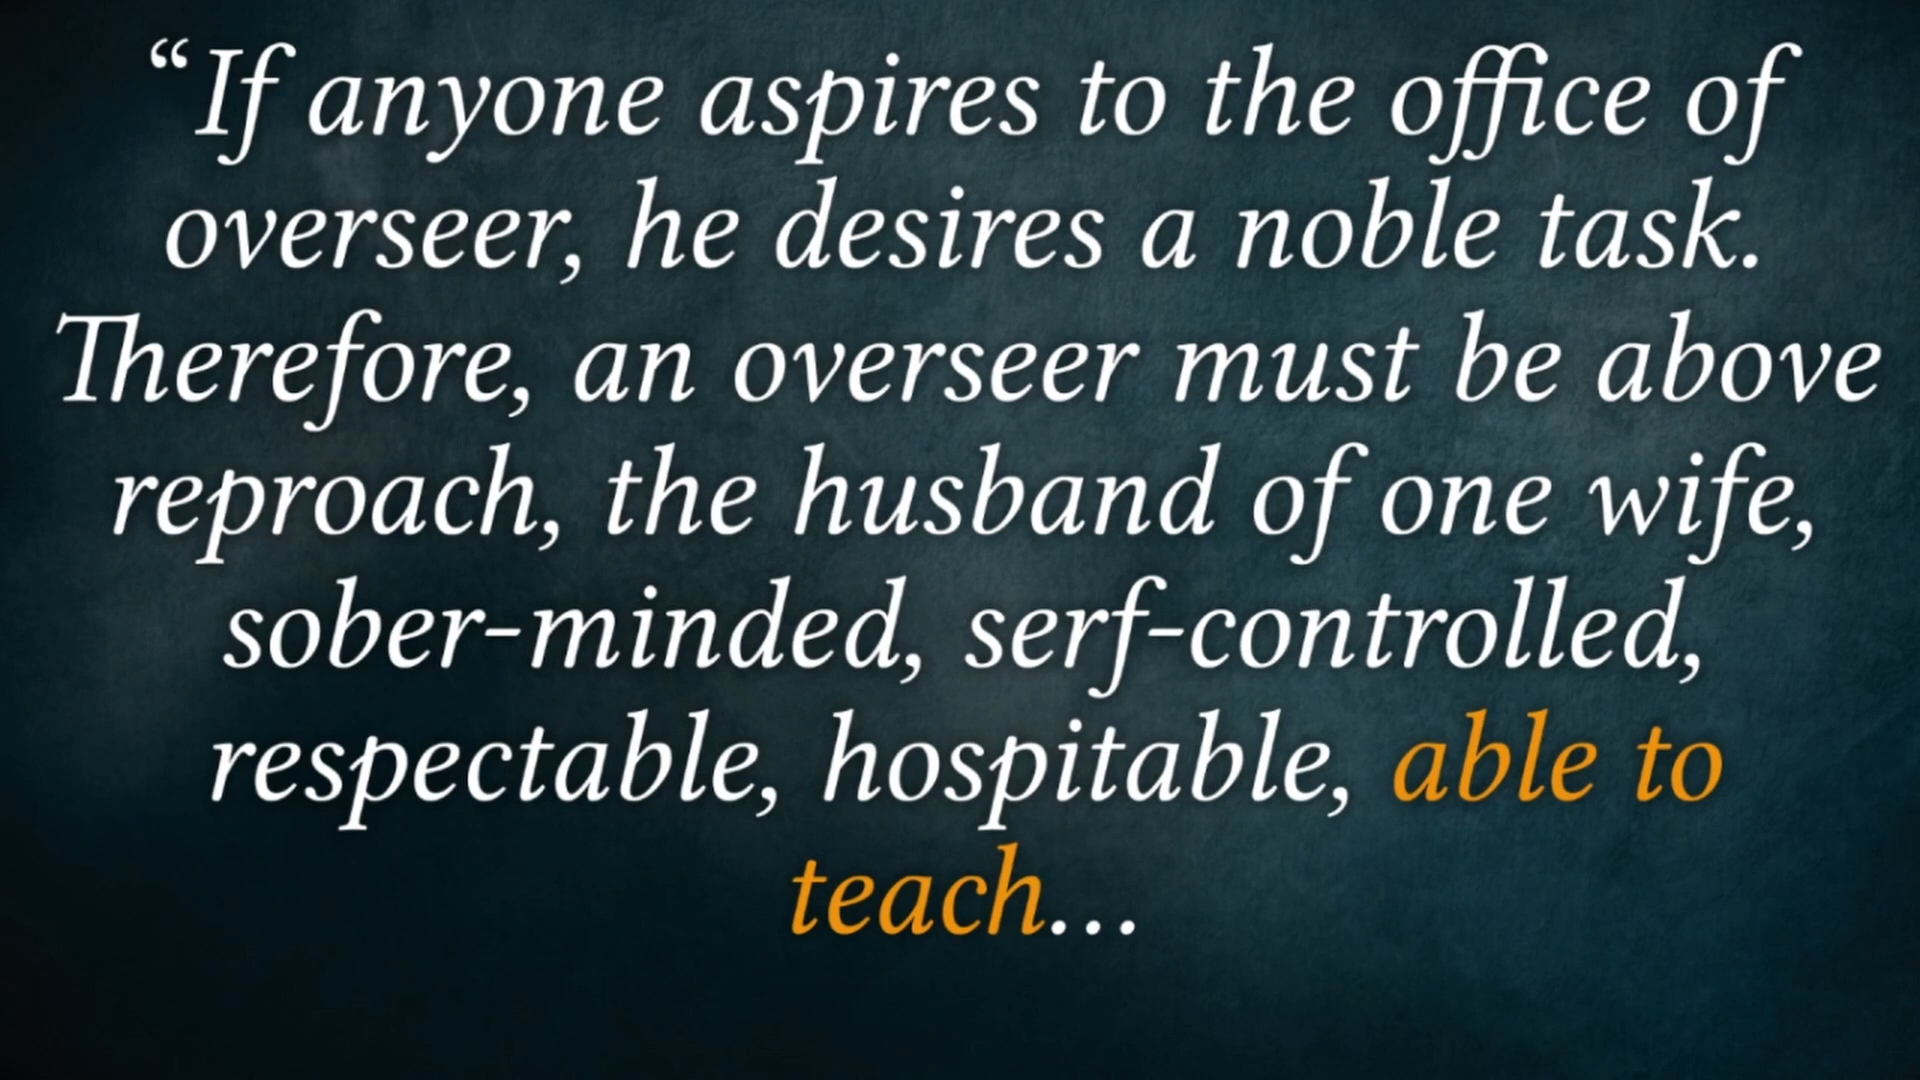 “If anyone aspires to the office of
overseer, he desires a noble task.
Therefore, an overseer must be above
reproach, the husband of one wife,
sober-minded, serf-controlled,
respectable, hospitable, able to
teach...